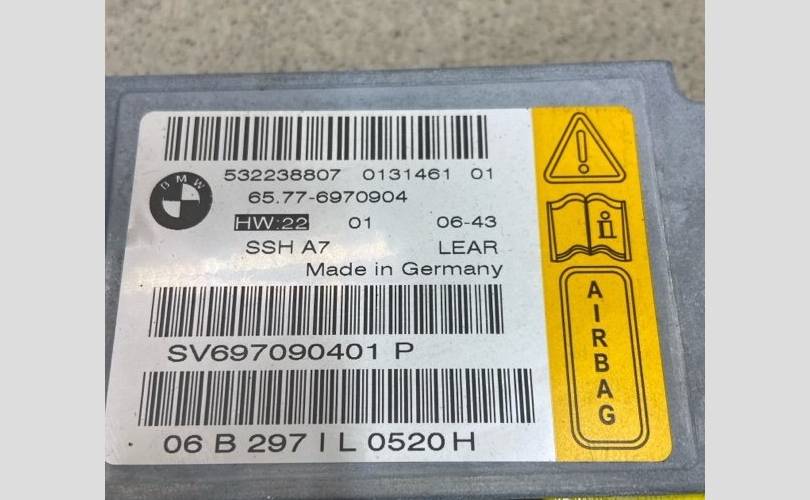 532238807 0131461 01
BMW
65.77-6970904
HW:22 01 06-43
SSH A7 LEAR
Made in Germany
SV697090401 P
06 B 297 I L 0520 H
!
i
AIRBAG